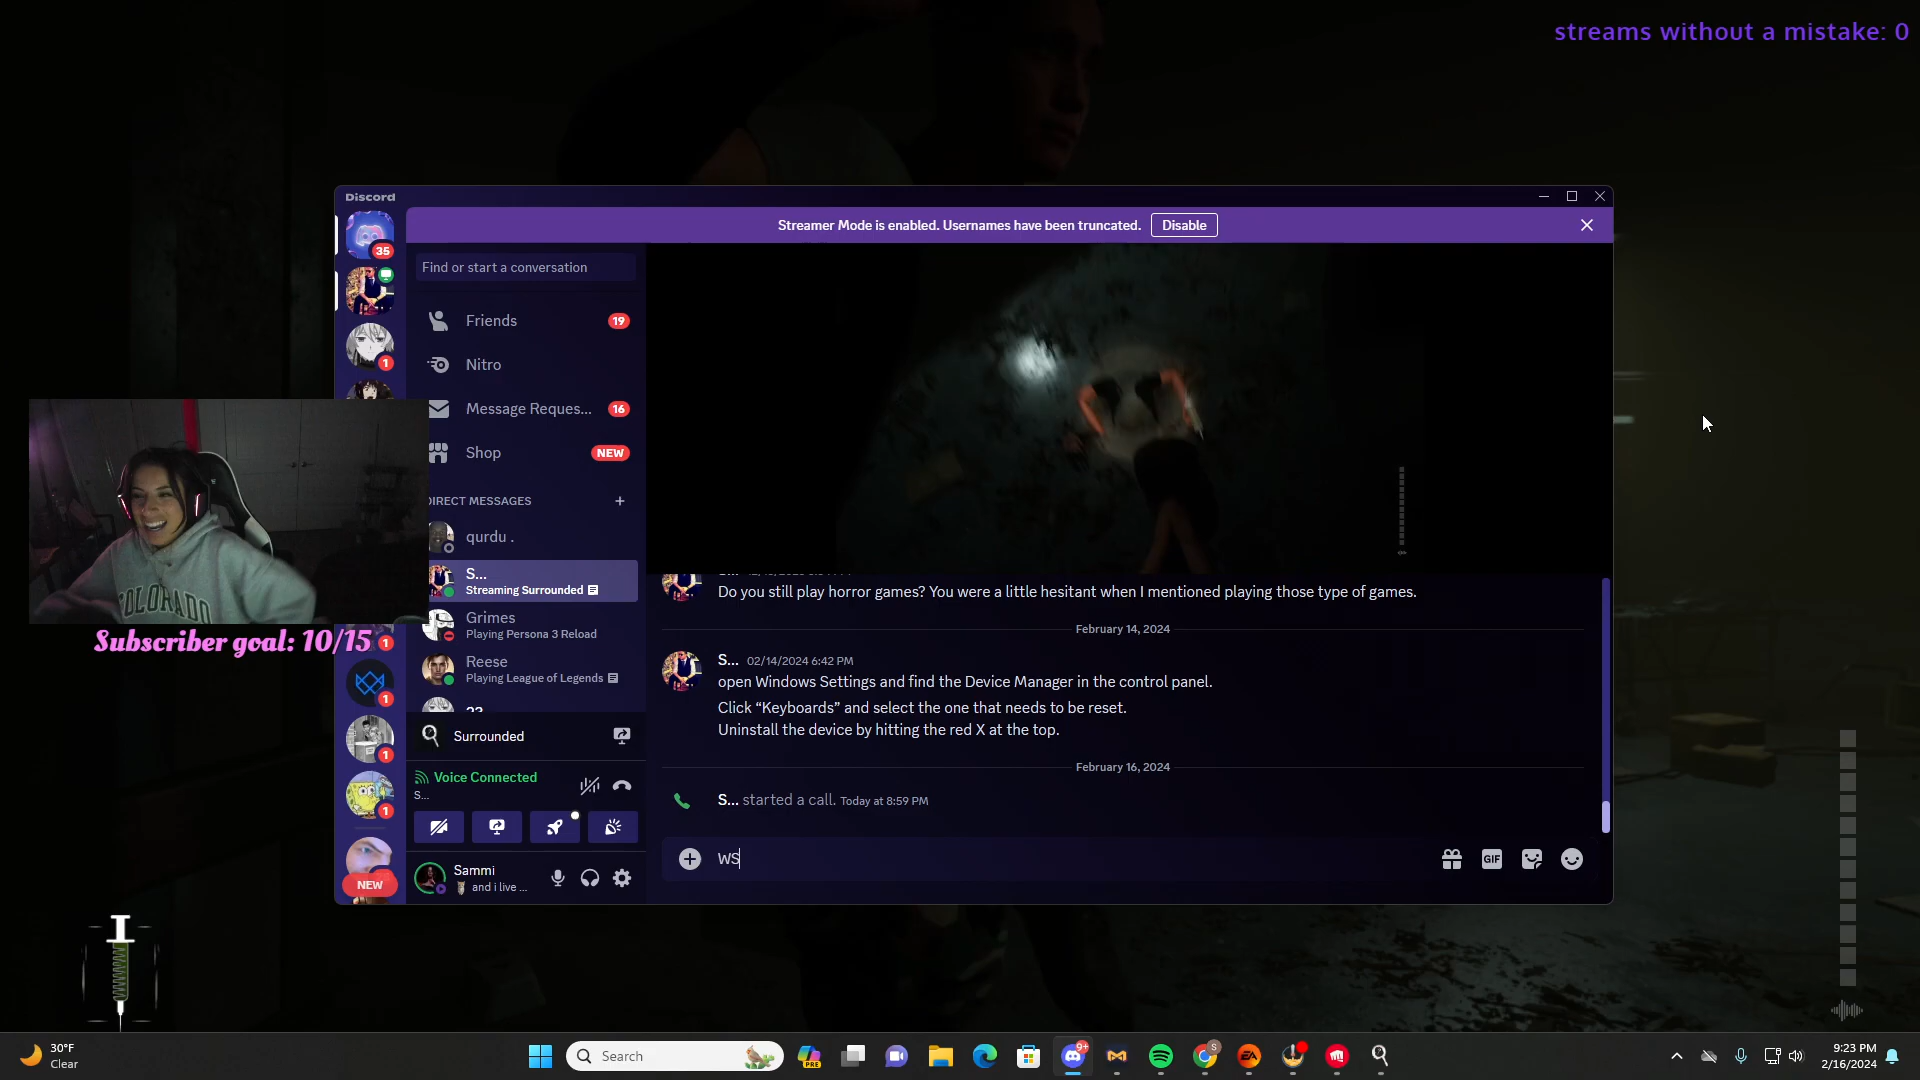 streams without a mistake: 0
Discord
Streamer Mode is enabled. Usernames have been truncated.
Disable
35
Find or start a conversation
Friends
19
Nitro
1
Message Reques...
16
Shop
NEW
DIRECT MESSAGES
qurdu .
S...
Streaming Surrounded
Grimes
Playing Persona 3 Reload
Reese
Playing League of Legends
COLORADO
Subscriber goal: 10/15
1
1
1
1
NEW
Surrounded
Voice Connected
S...
Sammi
and i live ...
Do you still play horror games? You were a little hesitant when I mentioned playing those type of games.
February 14, 2024
S... 02/14/2024 6:42 PM
open Windows Settings and find the Device Manager in the control panel.
Click “Keyboards” and select the one that needs to be reset.
Uninstall the device by hitting the red X at the top.
February 16, 2024
S... started a call. Today at 8:59 PM
WS
GIF
30°F
Clear
Search
PRE
9+
S
EA
9:23 PM
2/16/2024